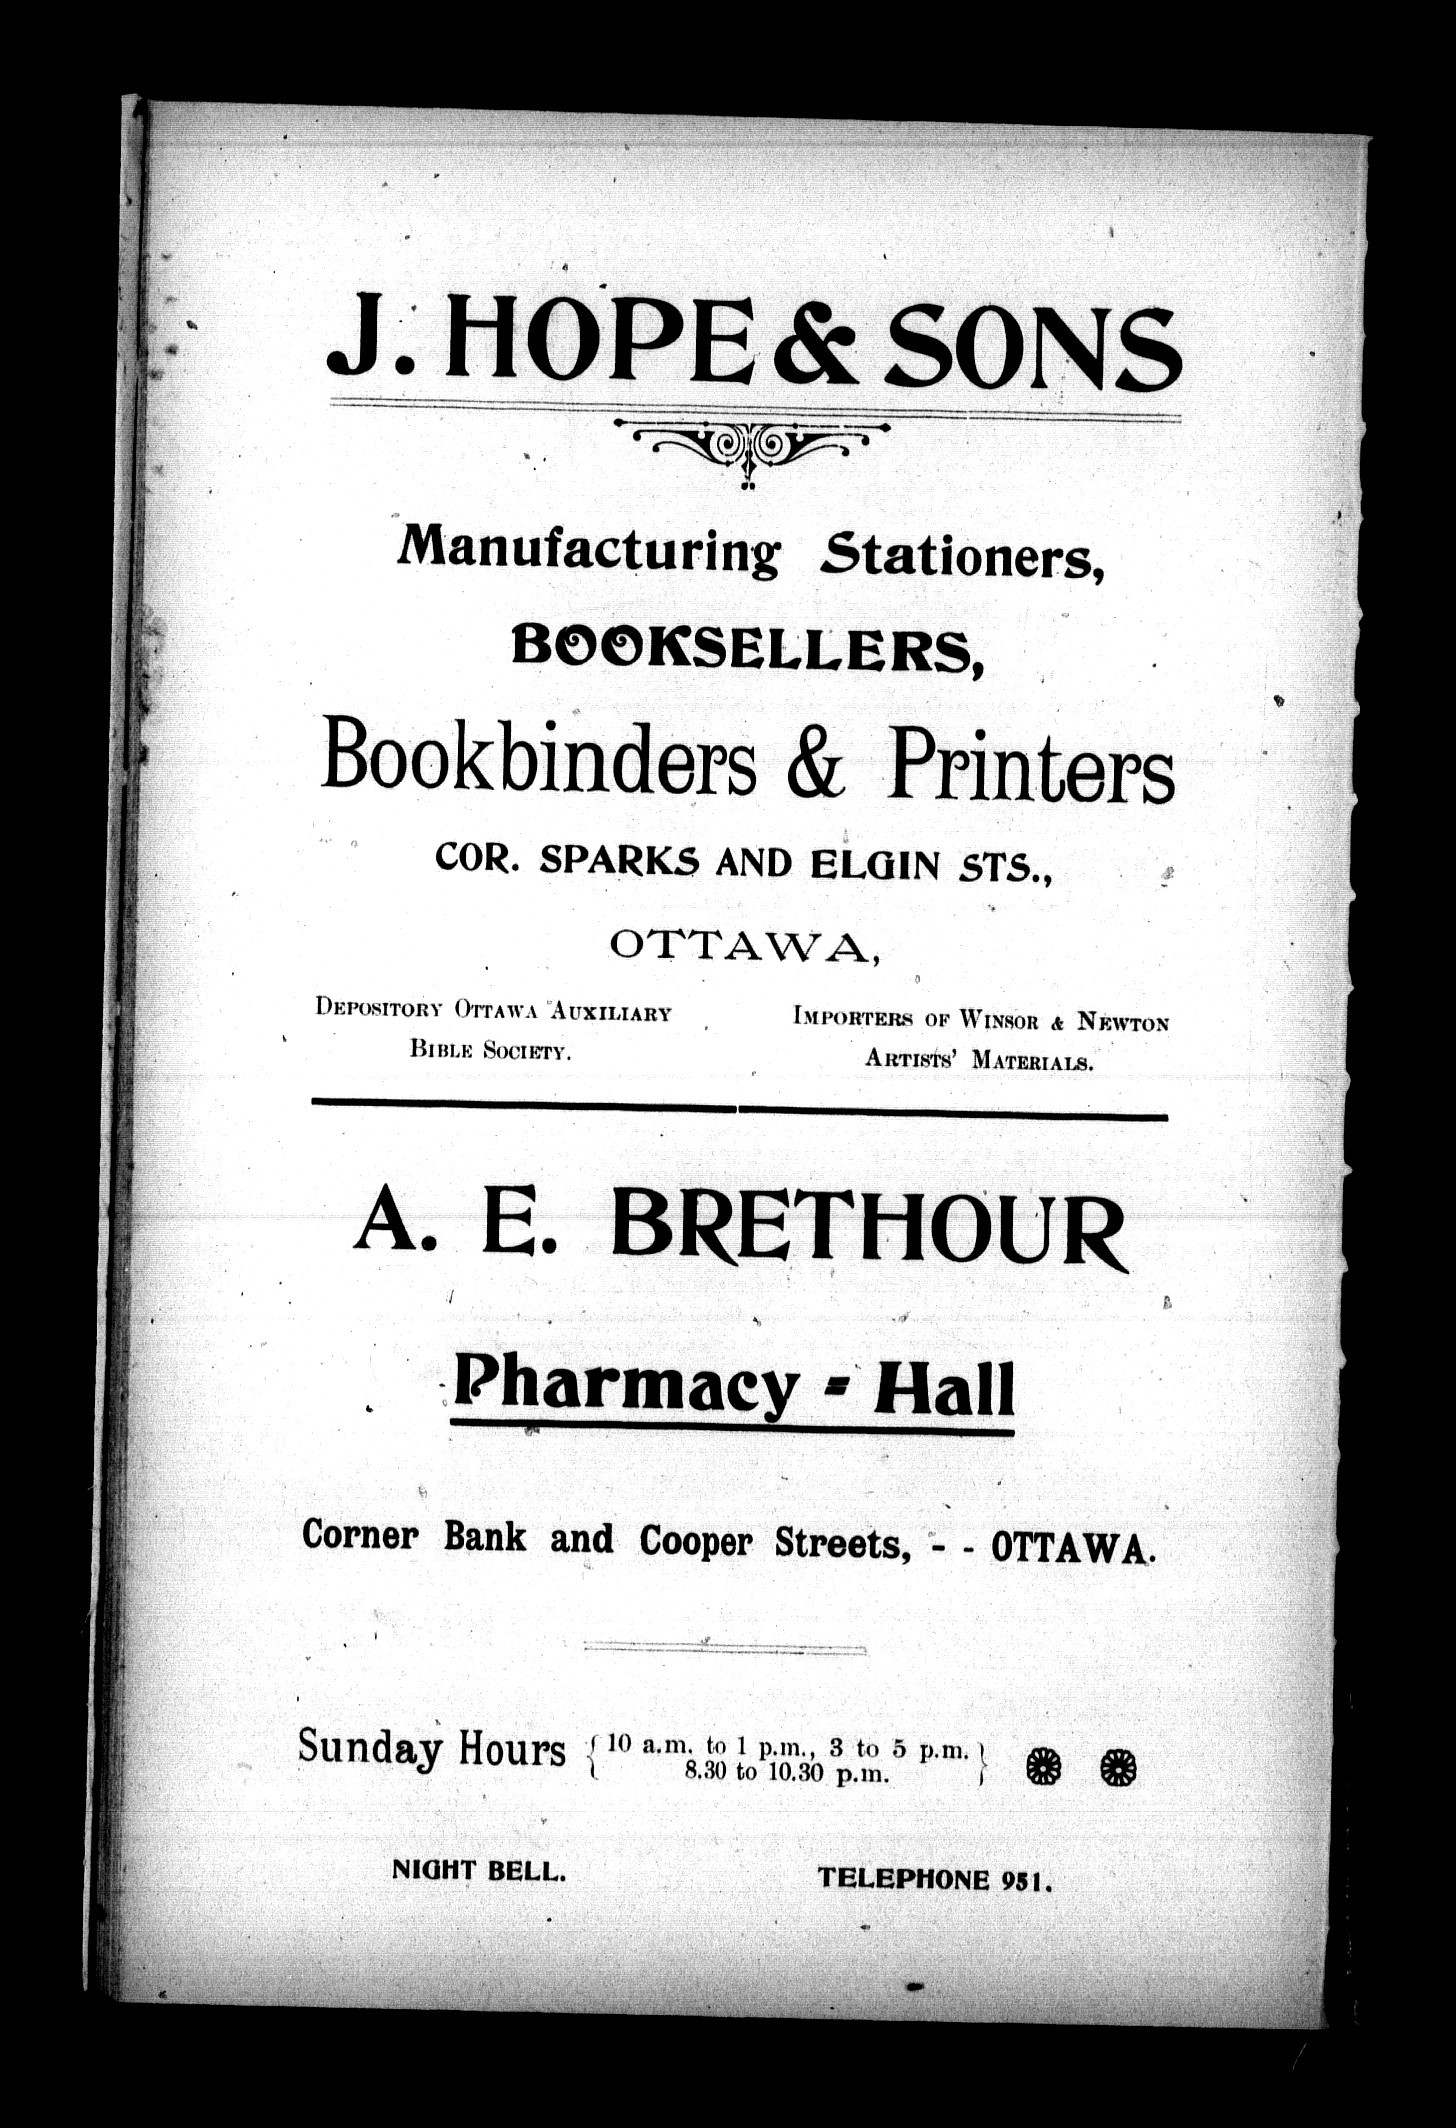 J. HOPE & SONS
Manufacturing Stationers,
BOOKSELLERS,
Bookbinders & Printers
COR. SPARKS AND ELGIN STS.,
OTTAWA,
DEPOSITORY OTTAWA AUXILIARY
BIBLE SOCIETY.
IMPORTERS OF WINSOR & NEWTON
ARTISTS' MATERIALS.
A. E. BRETHOUR
Pharmacy - Hall
Corner Bank and Cooper Streets, - - OTTAWA.
Sunday Hours { 10 a.m. to 1 p.m., 3 to 5 p.m. }
8.30 to 10.30 p.m.
NIGHT BELL. TELEPHONE 951.